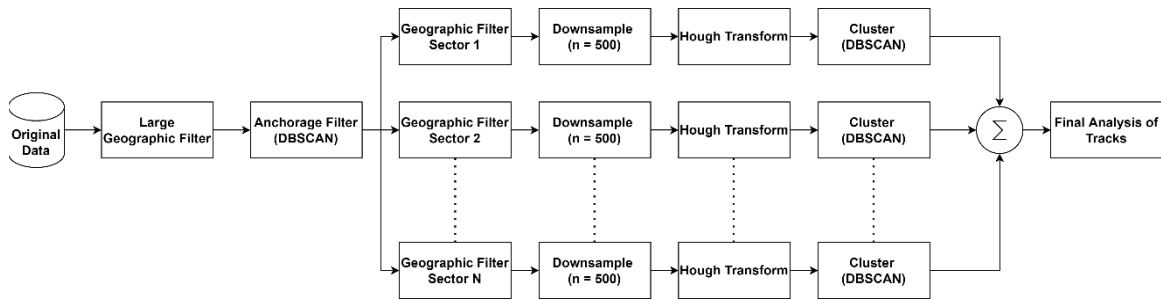 Original
Data
Large
Geographic Filter
Anchorage Filter
(DBSCAN)
Geographic Filter
Sector 1
Downsample
(n = 500)
Hough Transform
Cluster
(DBSCAN)
Geographic Filter
Sector 2
Downsample
(n = 500)
Hough Transform
Cluster
(DBSCAN)
Geographic Filter
Sector N
Downsample
(n = 500)
Hough Transform
Cluster
(DBSCAN)
∑
Final Analysis of
Tracks